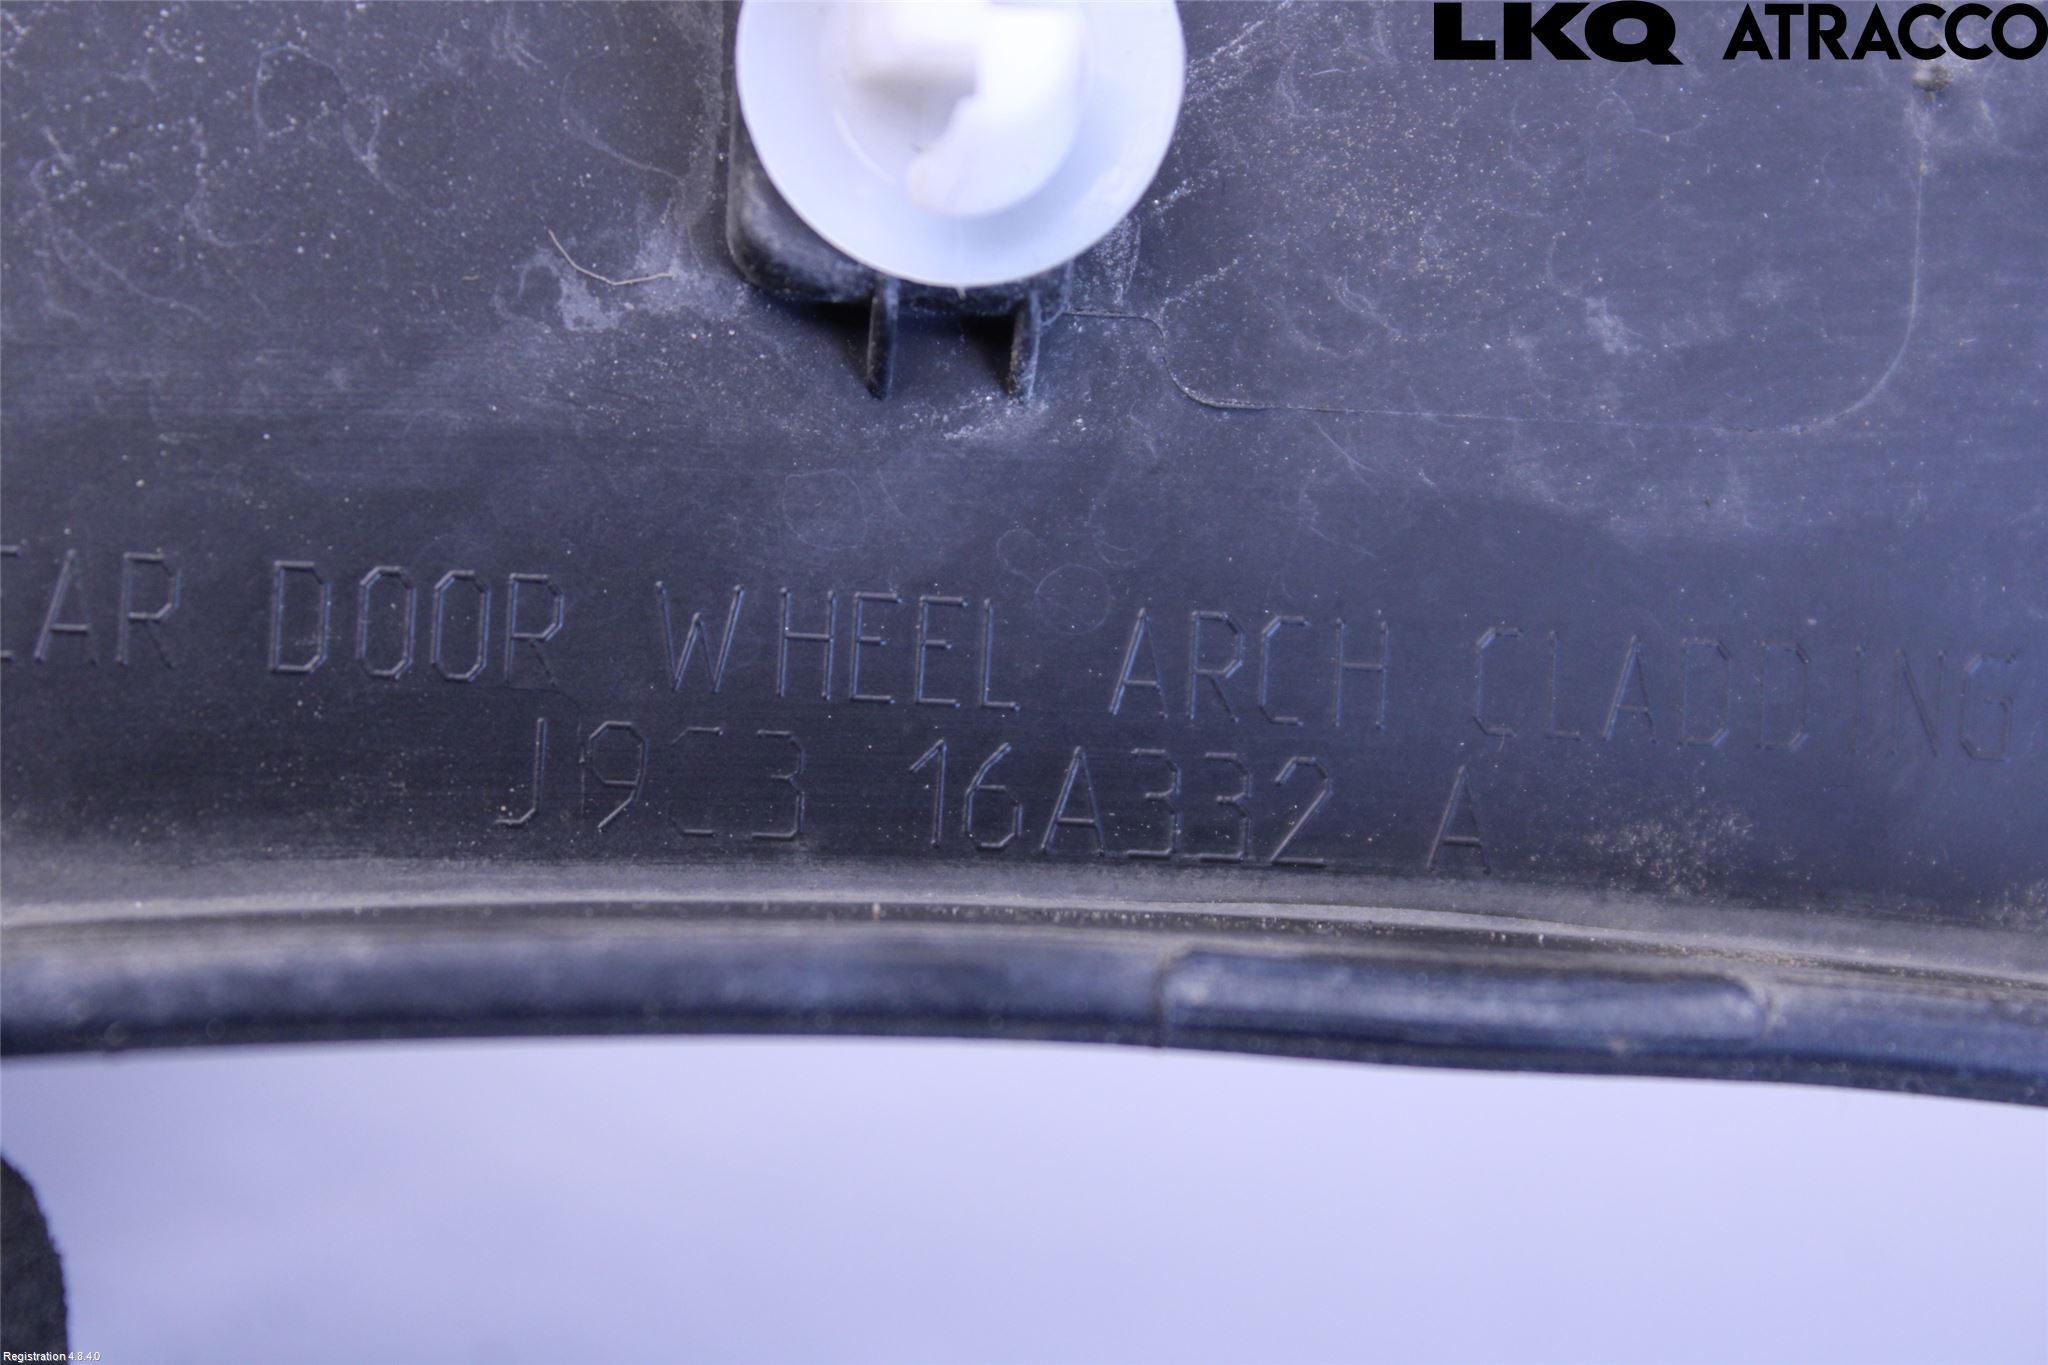 LKQ ATRACCO
EAR DOOR WHEEL ARCH CLADDING
J9C3 16A332 A
Registration 4.8.4.0